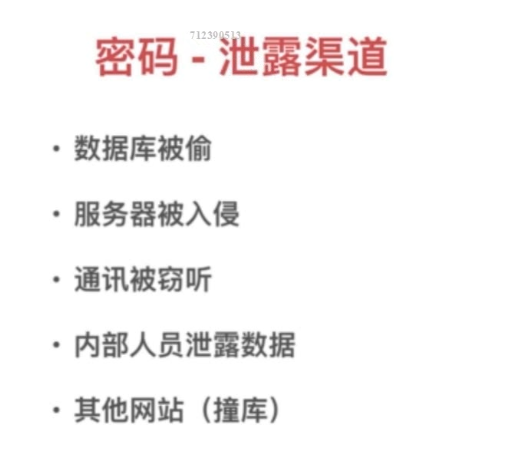 712390513
密码 - 泄露渠道
· 数据库被偷
· 服务器被入侵
· 通讯被窃听
· 内部人员泄露数据
· 其他网站（撞库）